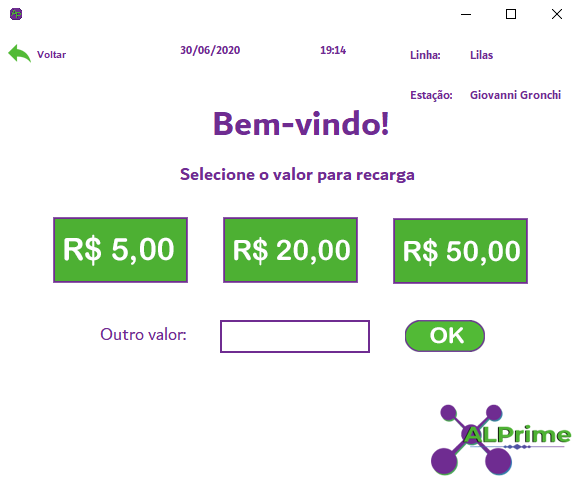 Voltar
30/06/2020
19:14
Linha: Lilas
Estação: Giovanni Gronchi
Bem-vindo!
Selecione o valor para recarga
R$ 5,00
R$ 20,00
R$ 50,00
Outro valor:
OK
ALPrime